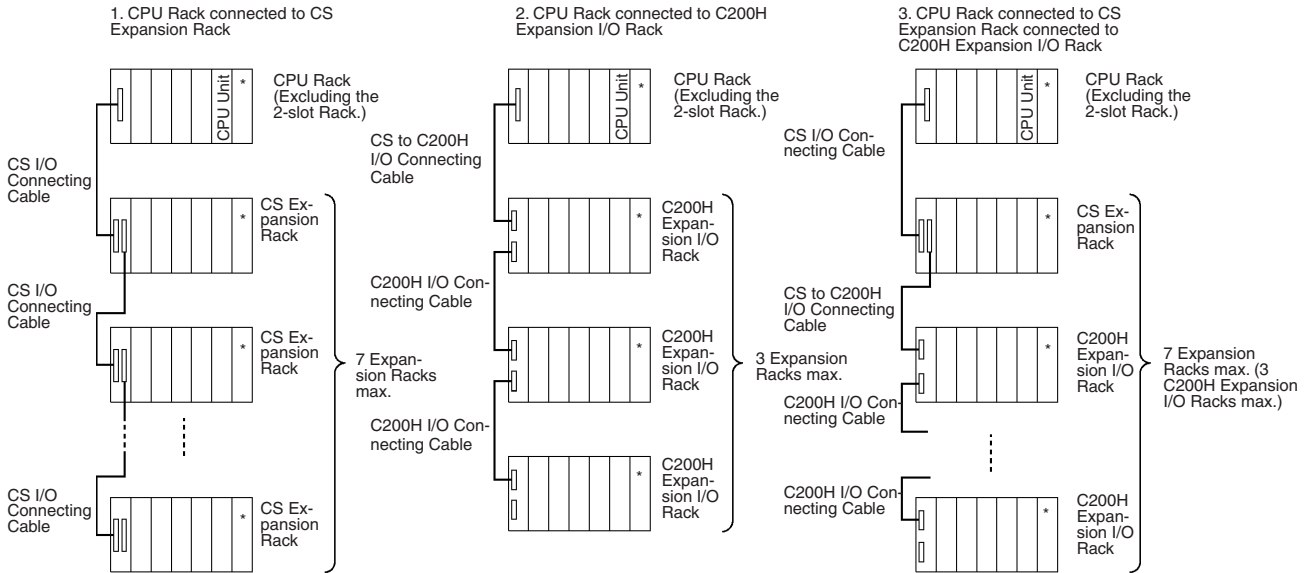 1. CPU Rack connected to CS
Expansion Rack
CPU Unit
*
CPU Rack
(Excluding the
2-slot Rack.)
CS I/O
Connecting
Cable
*
CS Ex-
pansion
Rack
CS I/O
Connecting
Cable
*
CS Ex-
pansion
Rack
7 Expan-
sion Racks
max.
CS I/O
Connecting
Cable
*
CS Ex-
pansion
Rack
2. CPU Rack connected to C200H
Expansion I/O Rack
CPU Unit
*
CPU Rack
(Excluding the
2-slot Rack.)
CS to C200H
I/O Connecting
Cable
*
C200H
Expan-
sion I/O
Rack
C200H I/O Con-
necting Cable
*
C200H
Expan-
sion I/O
Rack
3 Expansion
Racks max.
C200H I/O Con-
necting Cable
*
C200H
Expan-
sion I/O
Rack
3. CPU Rack connected to CS
Expansion Rack connected to
C200H Expansion I/O Rack
CPU Unit
*
CPU Rack
(Excluding the
2-slot Rack.)
CS I/O Con-
necting Cable
*
CS Ex-
pansion
Rack
CS to C200H
I/O Connecting
Cable
*
C200H
Expan-
sion I/O
Rack
7 Expansion
Racks max. (3
C200H Expansion
I/O Racks max.)
C200H I/O Con-
necting Cable
C200H I/O Con-
necting Cable
*
C200H
Expan-
sion I/O
Rack